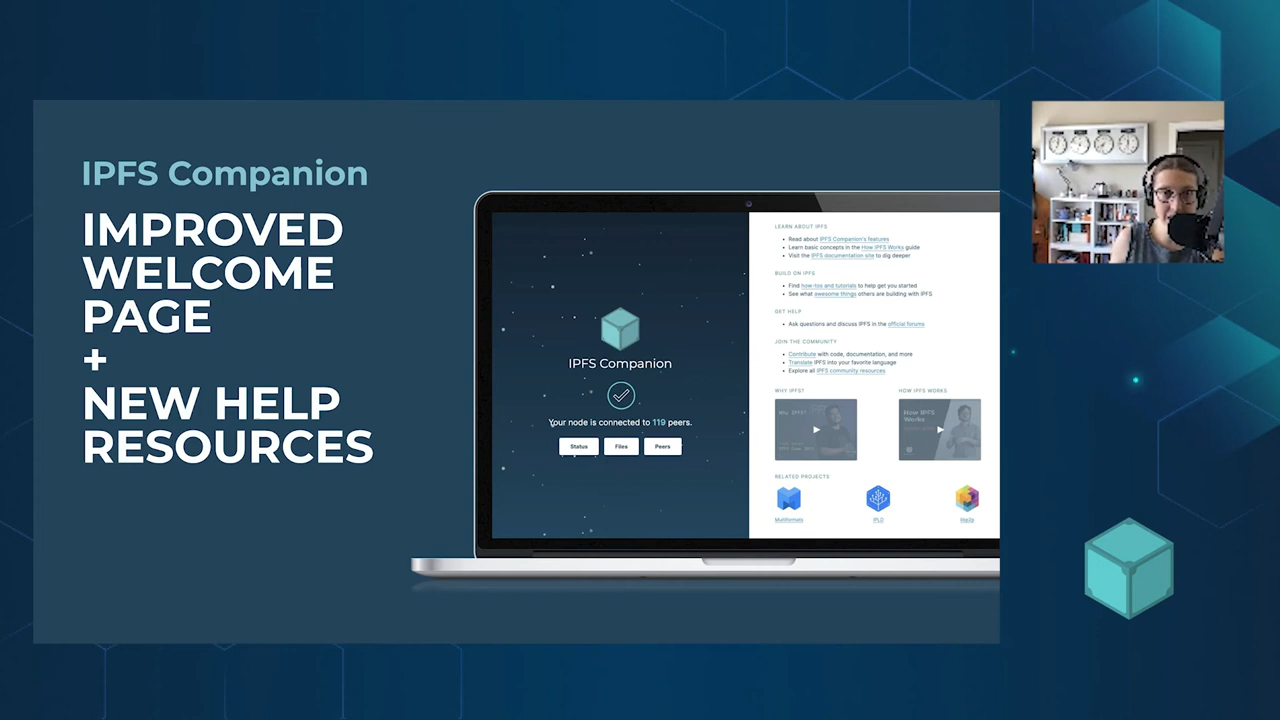 IPFS Companion
IMPROVED
WELCOME
PAGE
+
NEW HELP
RESOURCES
IPFS Companion
Your node is connected to 119 peers.
Status Files Peers
LEARN ABOUT IPFS
Read about IPFS Companion's features
Learn basic concepts in the How IPFS Works guide
Visit the IPFS documentation site to dig deeper
BUILD ON IPFS
Find how-tos and tutorials to help get you started
See what awesome things others are building with IPFS
GET HELP
Ask questions and discuss IPFS in the official forums
JOIN THE COMMUNITY
Contribute with code, documentation, and more
Translate IPFS into your favorite language
Explore all IPFS community resources
WHY IPFS? HOW IPFS WORKS
Why IPFS?
How IPFS
Works
RELATED PROJECTS
Multiformats IPLD libp2p